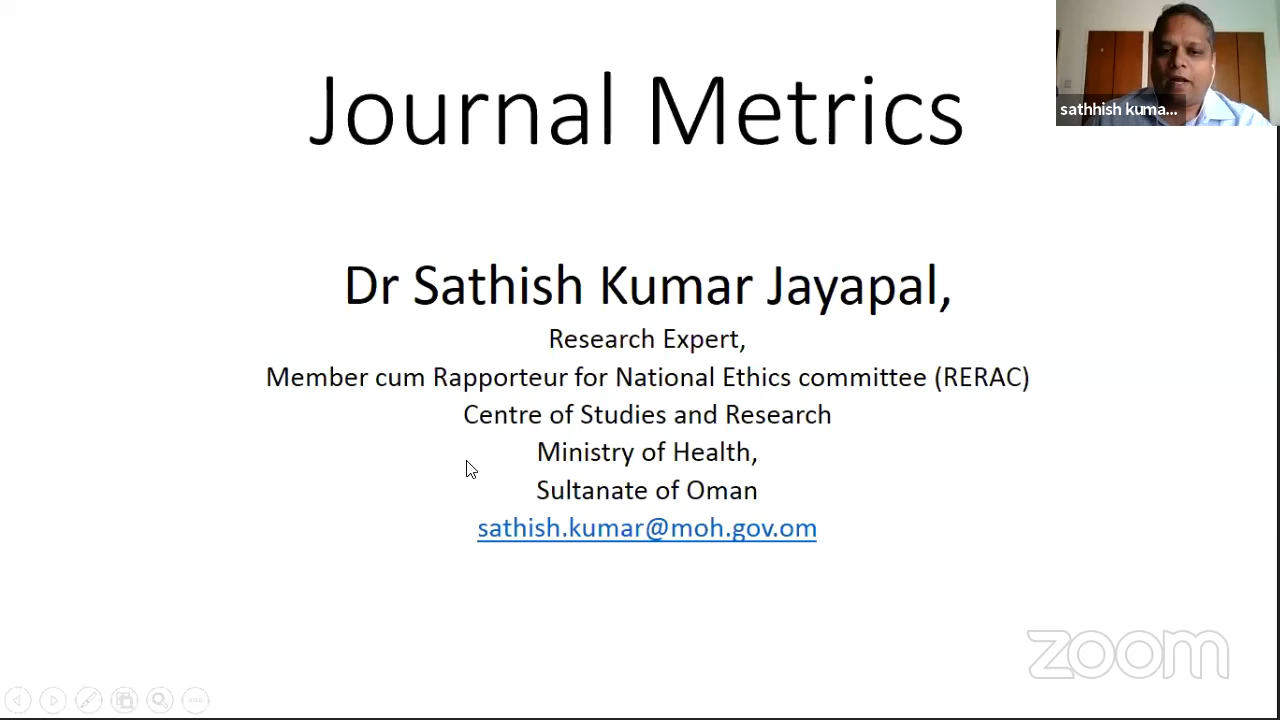 Journal Metrics
sathhish kuma...
Dr Sathish Kumar Jayapal,
Research Expert,
Member cum Rapporteur for National Ethics committee (RERAC)
Centre of Studies and Research
Ministry of Health,
Sultanate of Oman
sathish.kumar@moh.gov.om
zoom